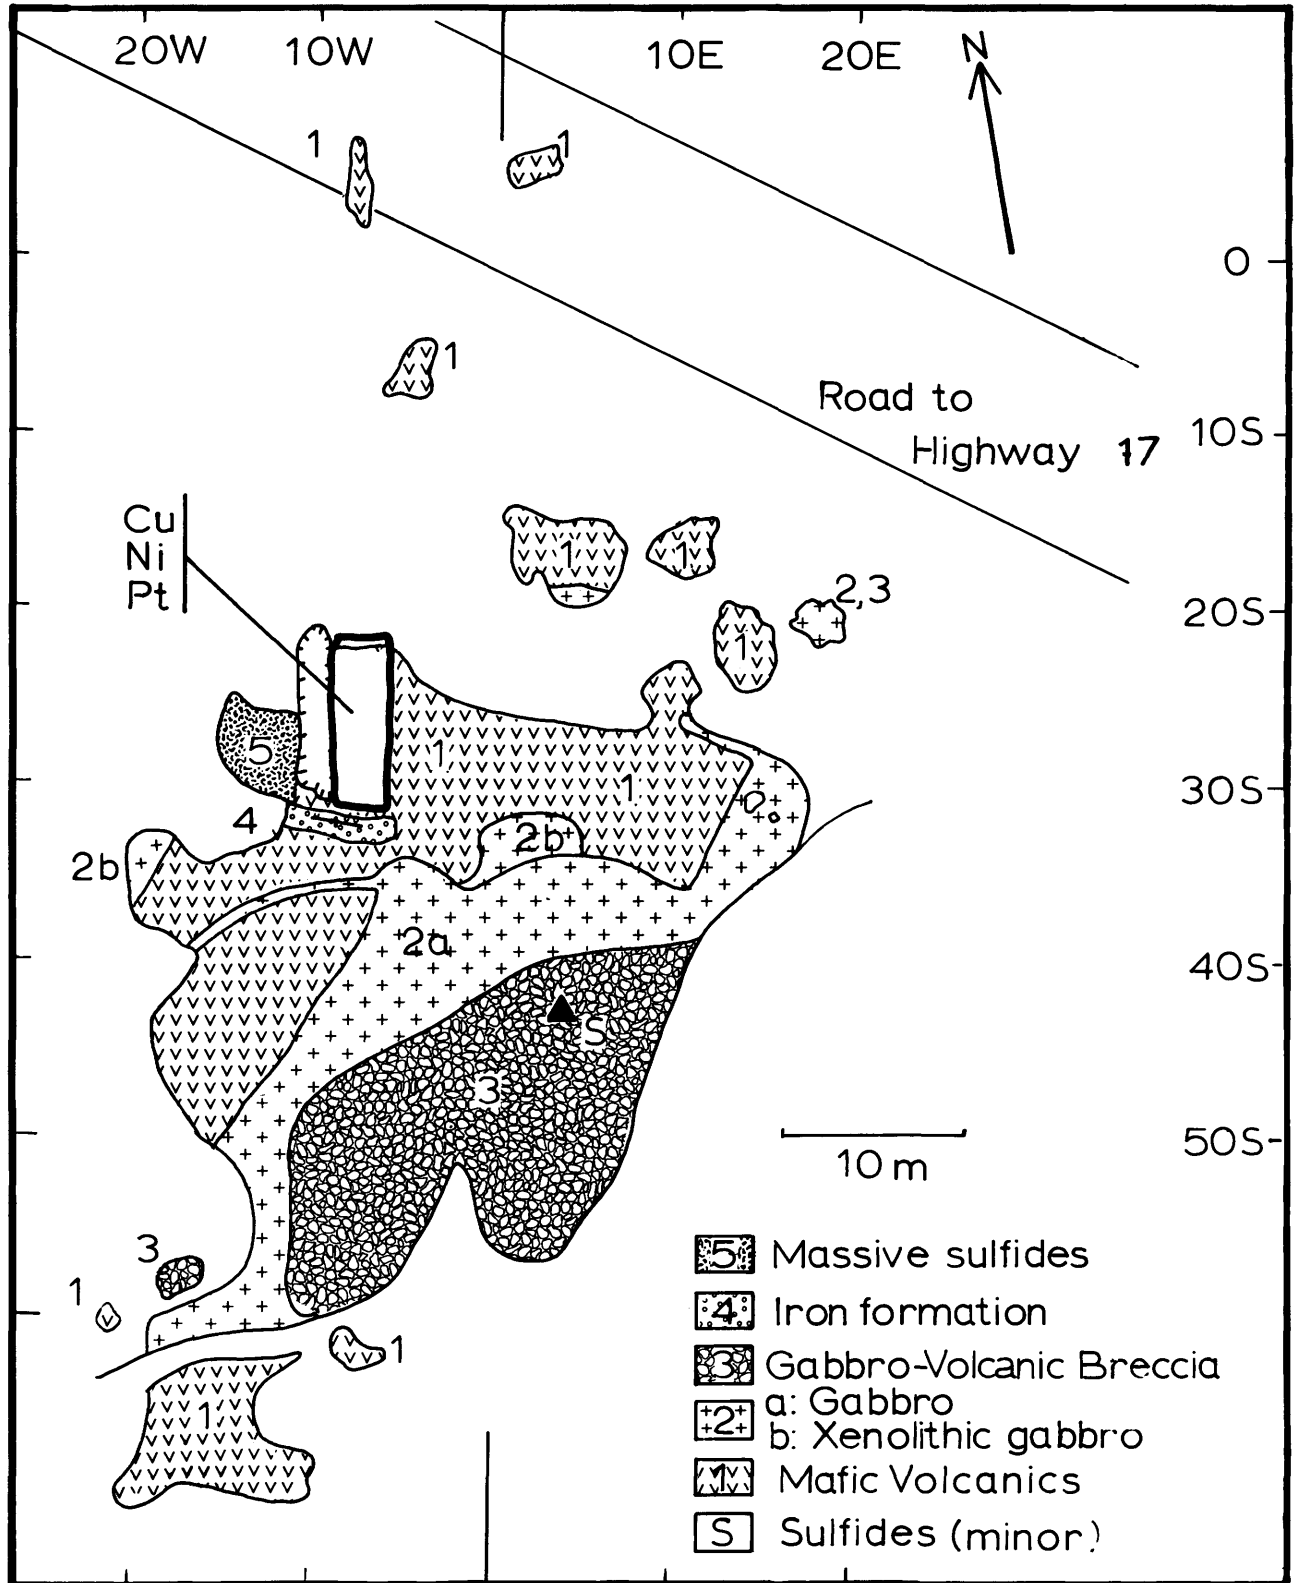 20W 10W 10E 20E N
1 1
0
1
Road to
Highway 17
10S
Cu
Ni
Pt
1 1
2,3
20S
1
5 1 1
30S
4 2b
2b
2a
40S
S
3
50S
10 m
3
1
1
1
5 Massive sulfides
4 Iron formation
3 Gabbro-Volcanic Breccia
2 a: Gabbro
b: Xenolithic gabbro
1 Mafic Volcanics
S Sulfides (minor)